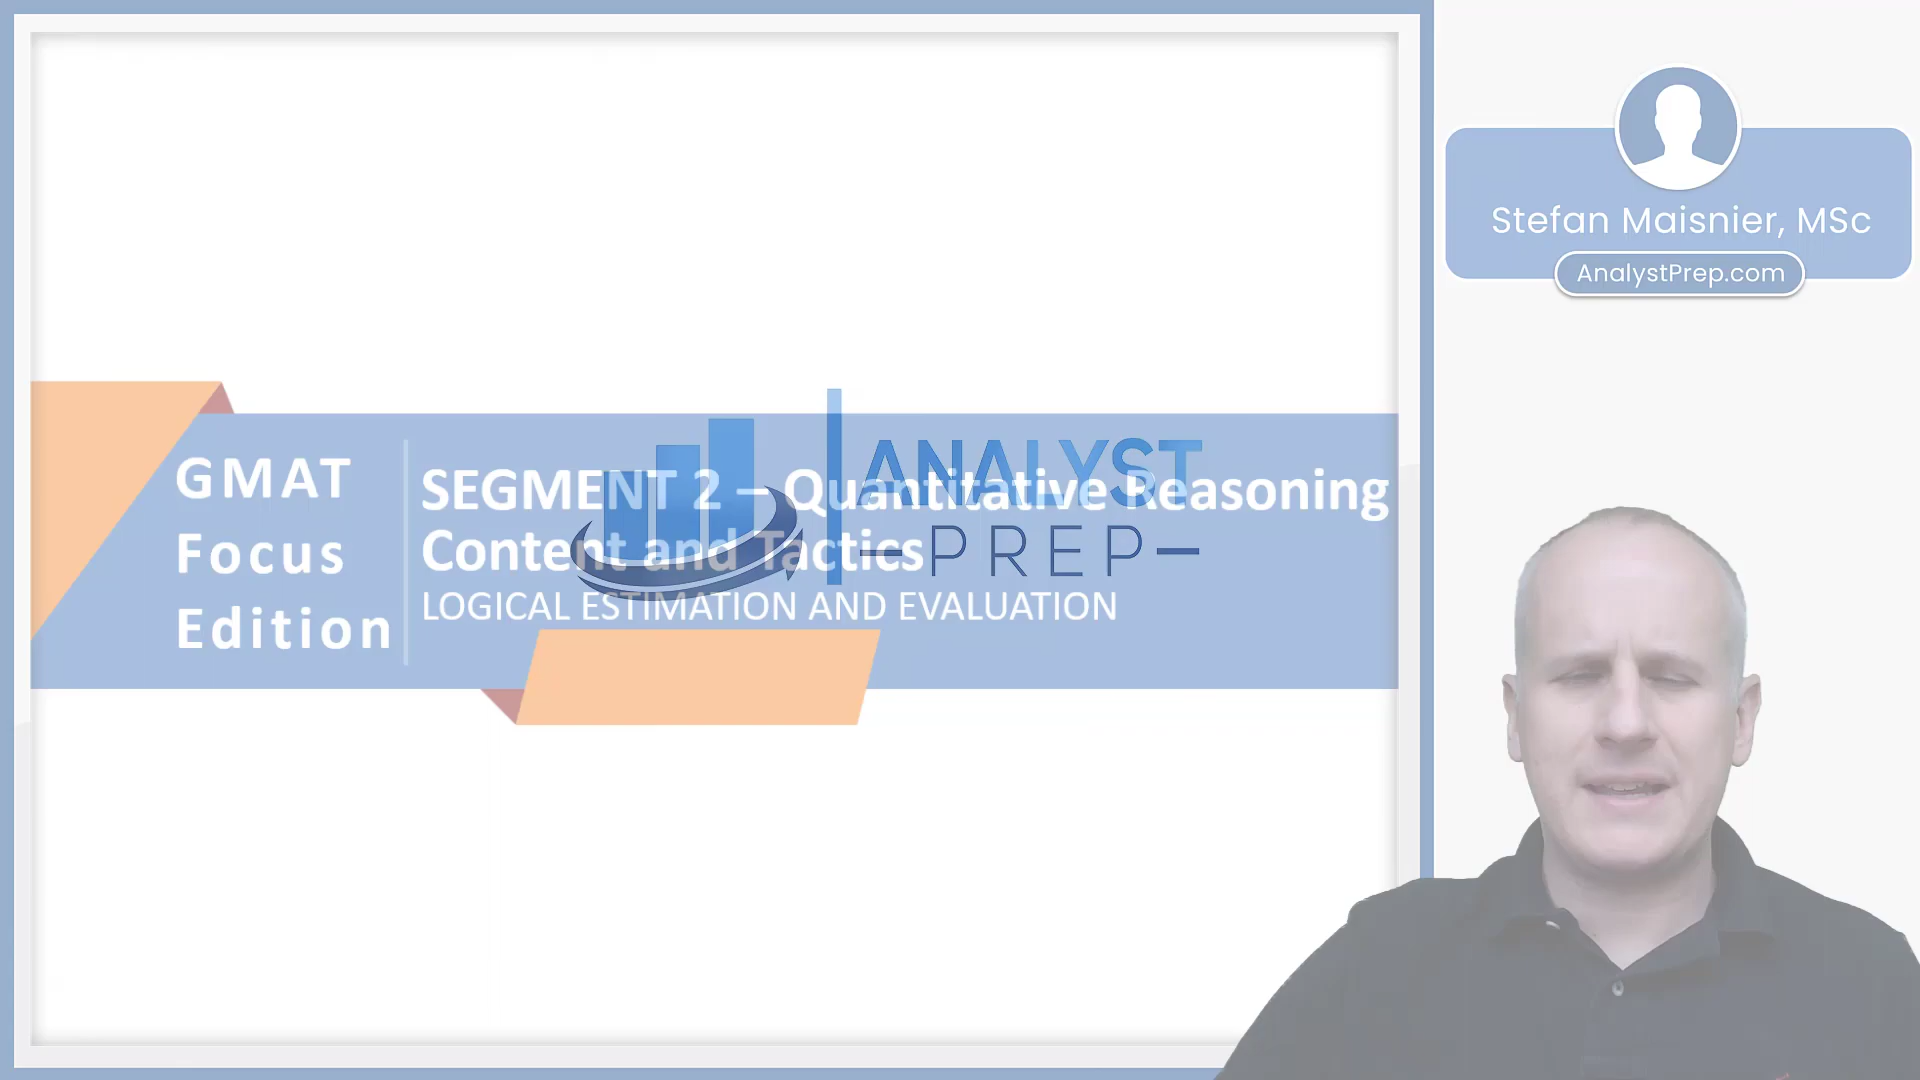 GMAT
Focus
Edition
SEGMENT 2 – Quantitative Reasoning
Content and Tactics
LOGICAL ESTIMATION AND EVALUATION
ANALYST
PREP
Stefan Maisnier, MSc
AnalystPrep.com